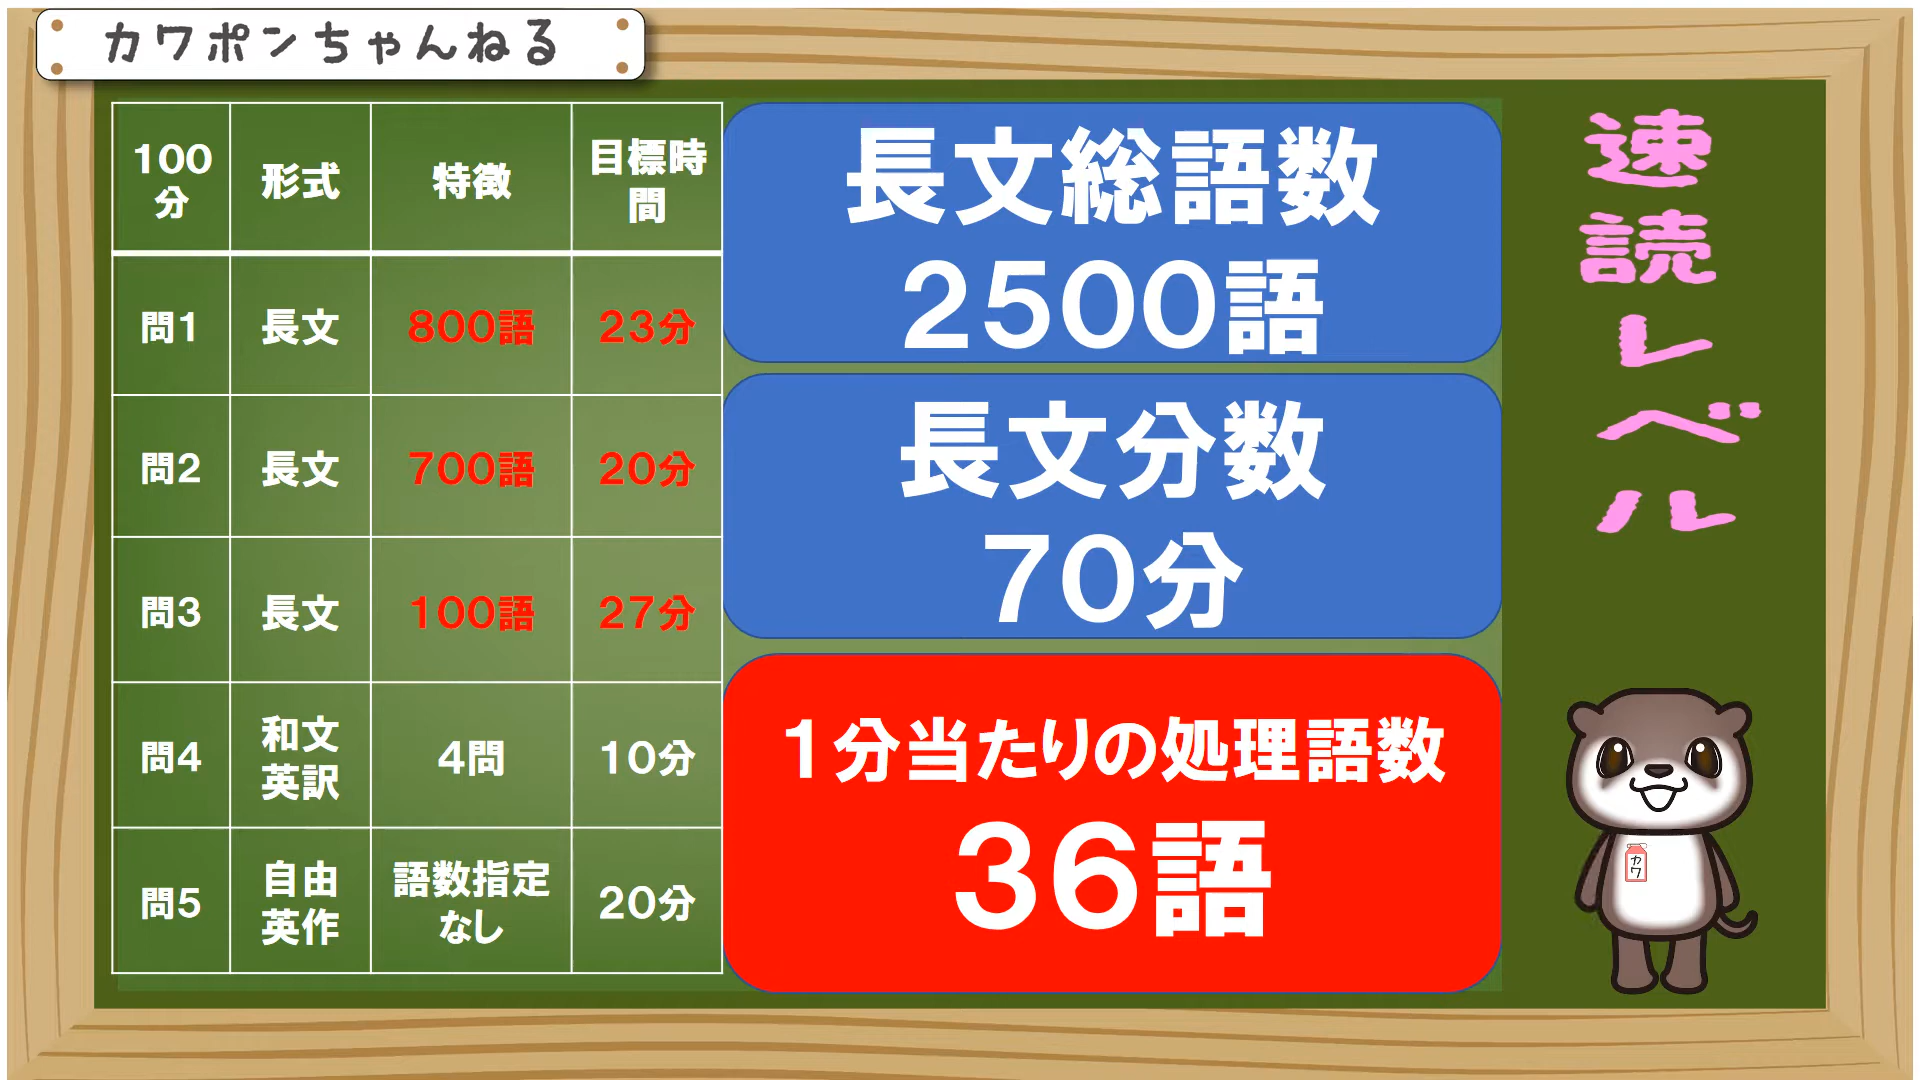 カワポンちゃんねる
100
分
形式
特徴
目標時
間
問1
長文
800語
23分
問2
長文
700語
20分
問3
長文
100語
27分
問4
和文
英訳
4問
10分
問5
自由
英作
語数指定
なし
20分
長文総語数
2500語
長文分数
70分
1分当たりの処理語数
36語
速読レベル
カワ